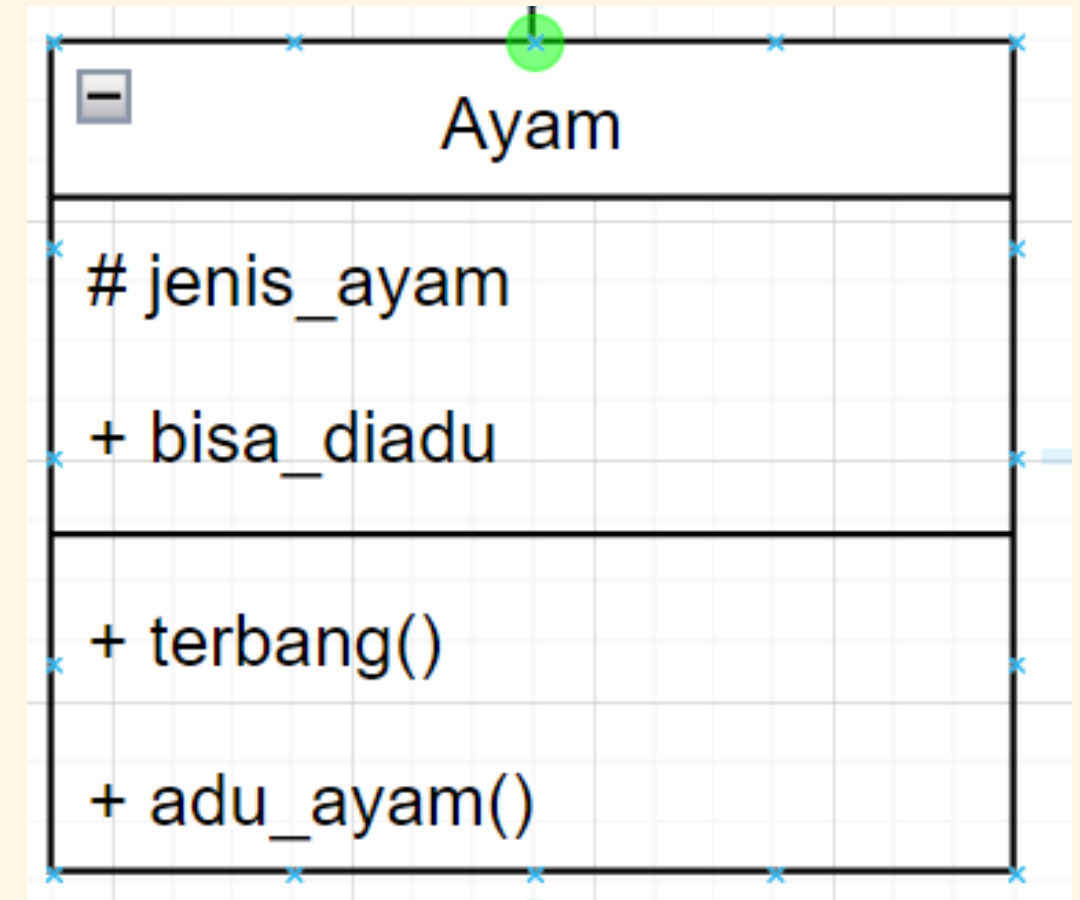 Ayam
# jenis_ayam
+ bisa_diadu
+ terbang()
+ adu_ayam()